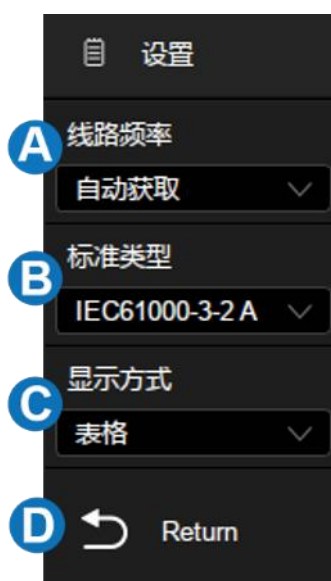 设置
A
线路频率
自动获取
B
标准类型
IEC61000-3-2 A
C
显示方式
表格
D
Return